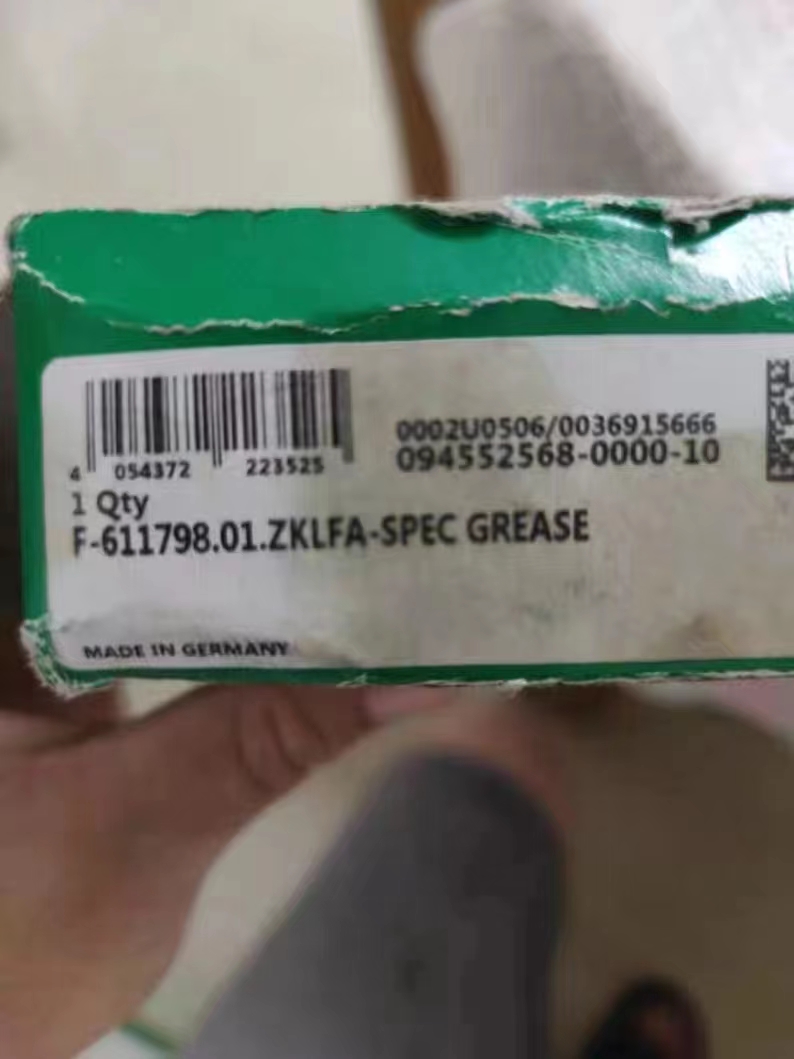 0002U0506/0036915666
094552568-0000-10
4 054372 223525
1 Qty
F-611798.01.ZKLFA-SPEC GREASE
MADE IN GERMANY